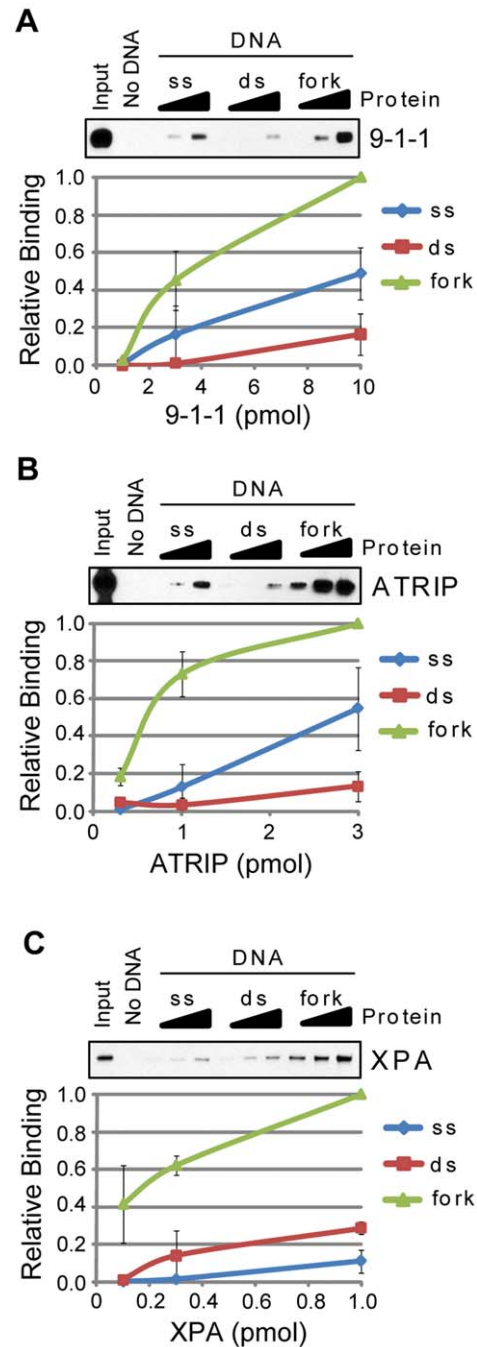 A
Input
No DNA
DNA
ss ds fork
Protein
9-1-1
Relative Binding
1.0
0.8
0.6
0.4
0.2
0.0
0 2 4 6 8 10
9-1-1 (pmol)
ss
ds
fork
B
Input
No DNA
DNA
ss ds fork
Protein
ATRIP
Relative Binding
1.0
0.8
0.6
0.4
0.2
0.0
0 1 2 3
ATRIP (pmol)
ss
ds
fork
C
Input
No DNA
DNA
ss ds fork
Protein
XPA
Relative Binding
1.0
0.8
0.6
0.4
0.2
0.0
0 0.2 0.4 0.6 0.8 1.0
XPA (pmol)
ss
ds
fork